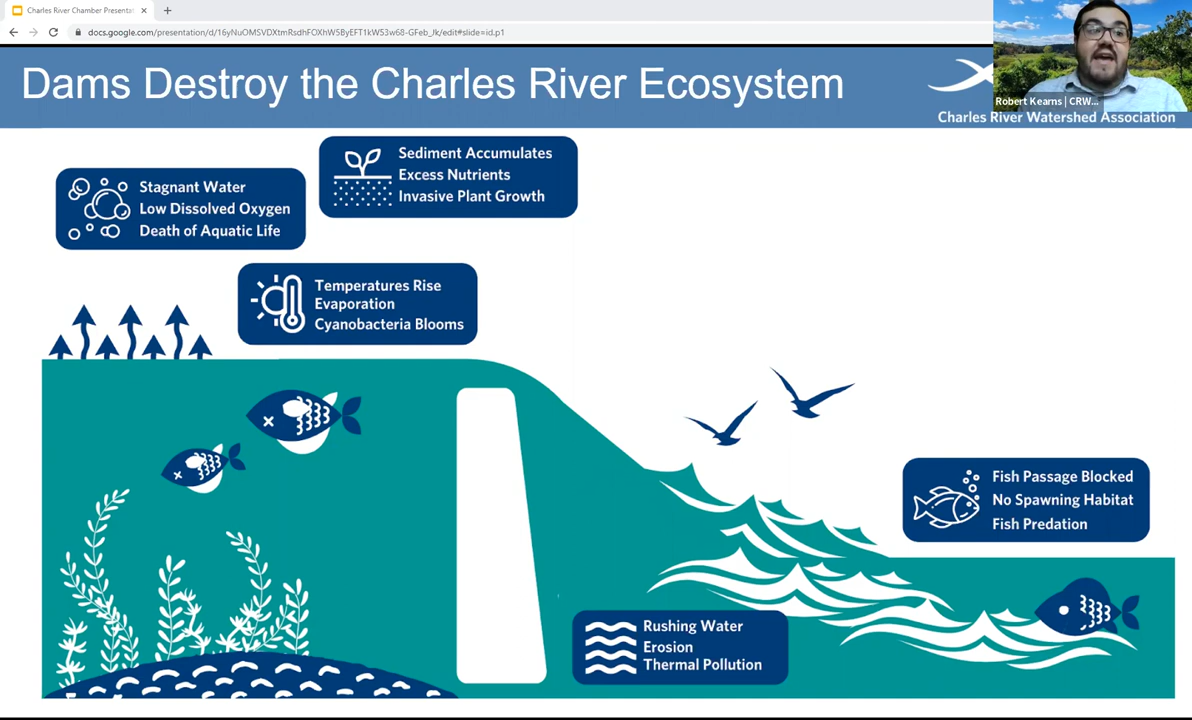 Charles River Chamber Presentat
docs.google.com/presentation/d/16yNuOMSVDXtmRsdhFOXhW5ByEFT1kW53w68-GFeb_Jk/edit#slide=id.p1
Dams Destroy the Charles River Ecosystem
Robert Kearns | CRW...
Charles River Watershed Association
Sediment Accumulates
Excess Nutrients
Invasive Plant Growth
Stagnant Water
Low Dissolved Oxygen
Death of Aquatic Life
Temperatures Rise
Evaporation
Cyanobacteria Blooms
Fish Passage Blocked
No Spawning Habitat
Fish Predation
Rushing Water
Erosion
Thermal Pollution